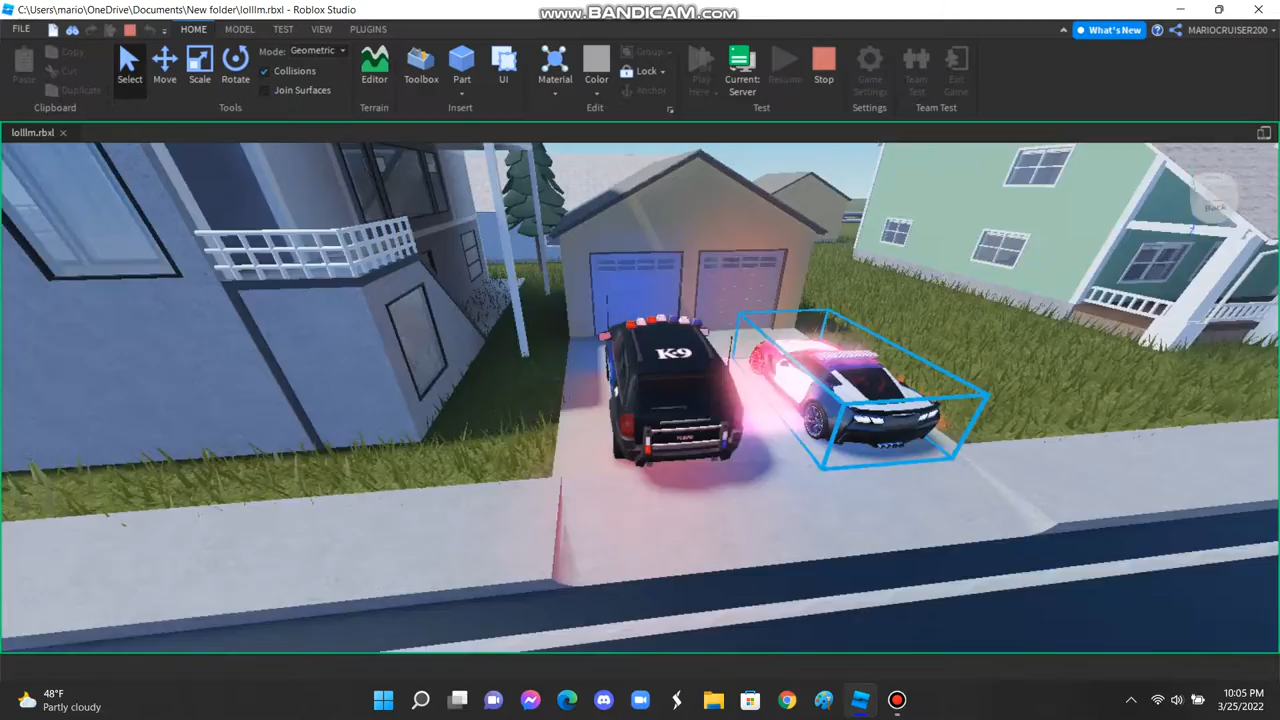 C:\Users\mario\OneDrive\Documents\New folder\lolllm.rbxl - Roblox Studio
www.BANDICAM.com
FILE
HOME
MODEL
TEST
VIEW
PLUGINS
What's New
MARIOCRUISER200
Paste
Copy
Cut
Duplicate
Clipboard
Select
Move
Scale
Rotate
Mode: Geometric
Collisions
Join Surfaces
Tools
Editor
Terrain
Toolbox
Part
UI
Insert
Material
Color
Group
Lock
Anchor
Edit
Play
Here
Current:
Server
Resume
Stop
Test
Game
Settings
Settings
Team
Test
Exit
Game
Team Test
lolllm.rbxl
Back
K-9
48°F
Partly cloudy
10:05 PM
3/25/2022